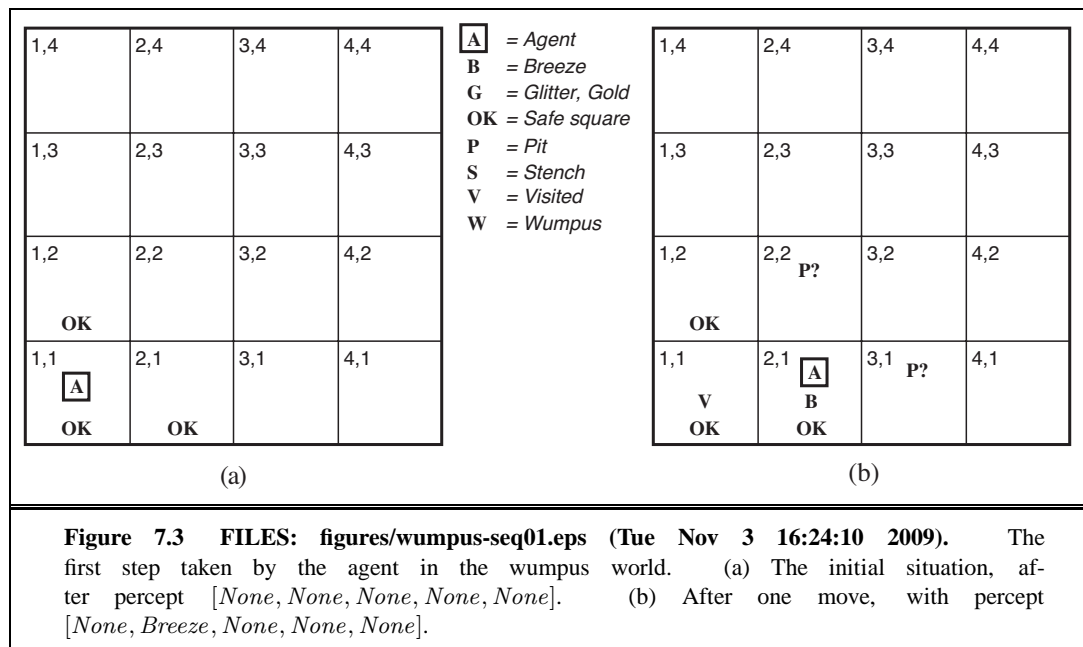 1,4 2,4 3,4 4,4
1,3 2,3 3,3 4,3
1,2 2,2 3,2 4,2
OK
1,1 2,1 3,1 4,1
A
OK OK
(a)
A = Agent
B = Breeze
G = Glitter, Gold
OK = Safe square
P = Pit
S = Stench
V = Visited
W = Wumpus
1,4 2,4 3,4 4,4
1,3 2,3 3,3 4,3
1,2 2,2 3,2 4,2
P?
OK
1,1 2,1 3,1 4,1
A P?
V B
OK OK
(b)
Figure 7.3 FILES: figures/wumpus-seq01.eps (Tue Nov 3 16:24:10 2009). The
first step taken by the agent in the wumpus world. (a) The initial situation, af-
ter percept [None, None, None, None, None]. (b) After one move, with percept
[None, Breeze, None, None, None].